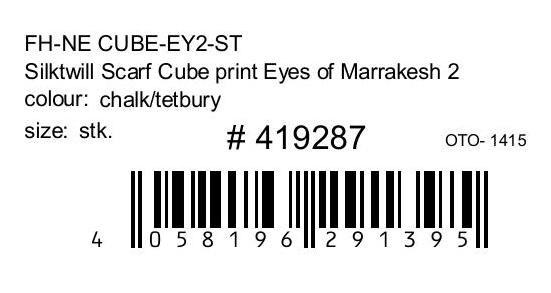 FH-NE CUBE-EY2-ST
Silktwill Scarf Cube print Eyes of Marrakesh 2
colour: chalk/tetbury
size: stk.
# 419287
OTO- 1415
4 058196 291395